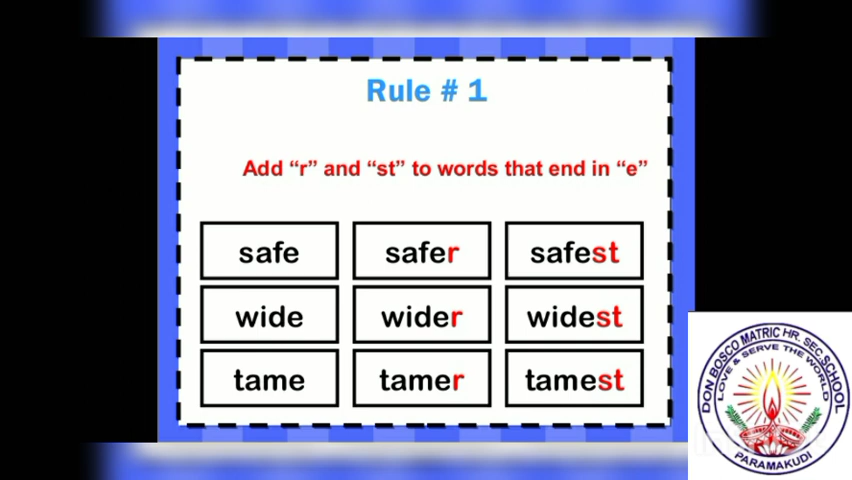 Rule # 1
Add “r” and “st” to words that end in “e”
safe safer safest
wide wider widest
tame tamer tamest
DON BOSCO MATRIC HR. SEC. SCHOOL
LOVE & SERVE THE WORLD
PARAMAKUDI